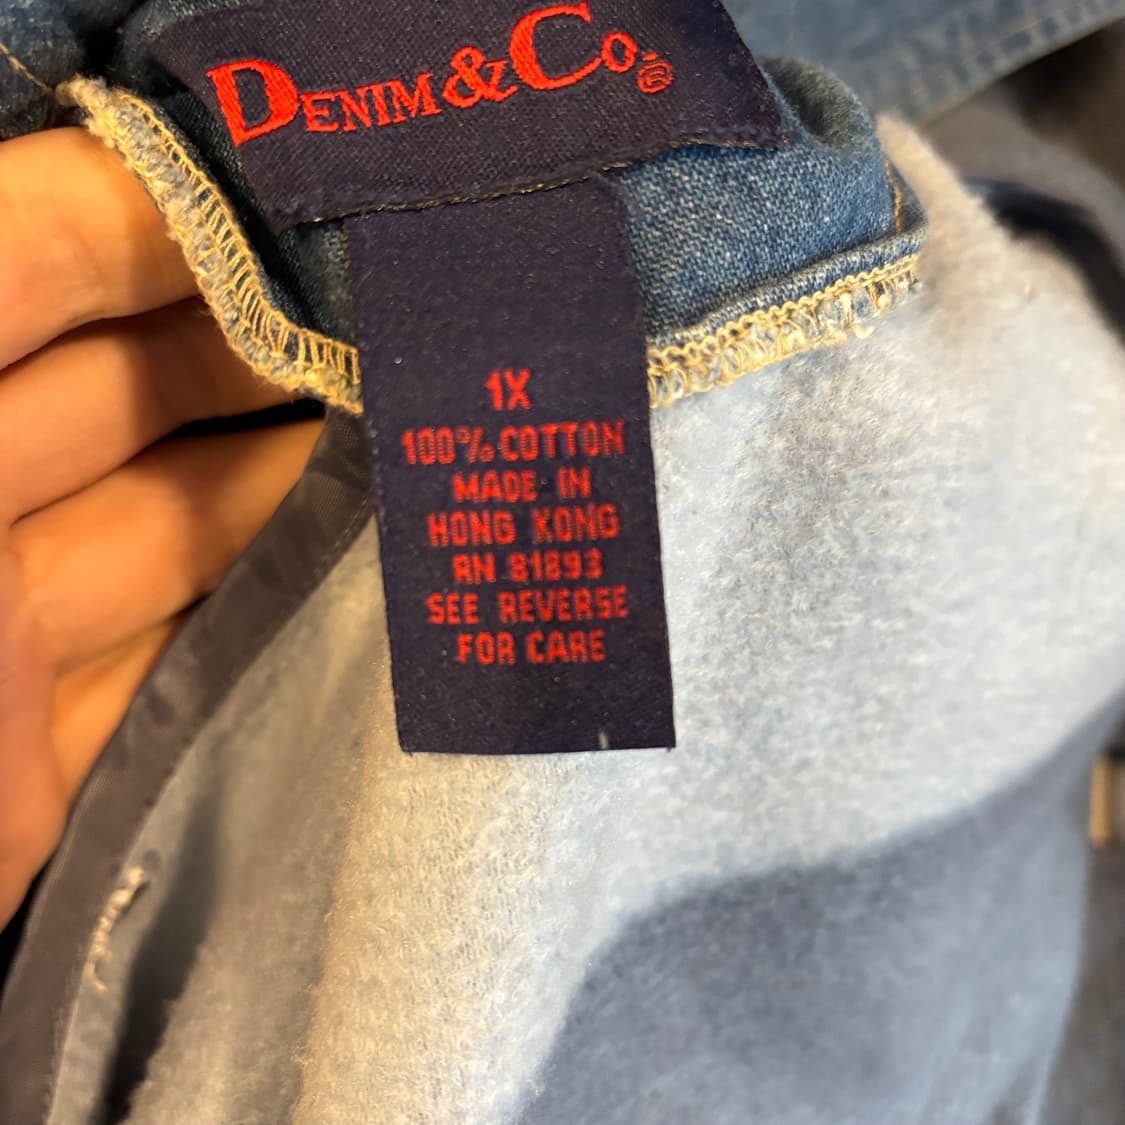 DENIM & Co.®
1X
100% COTTON
MADE IN
HONG KONG
RN 81893
SEE REVERSE
FOR CARE